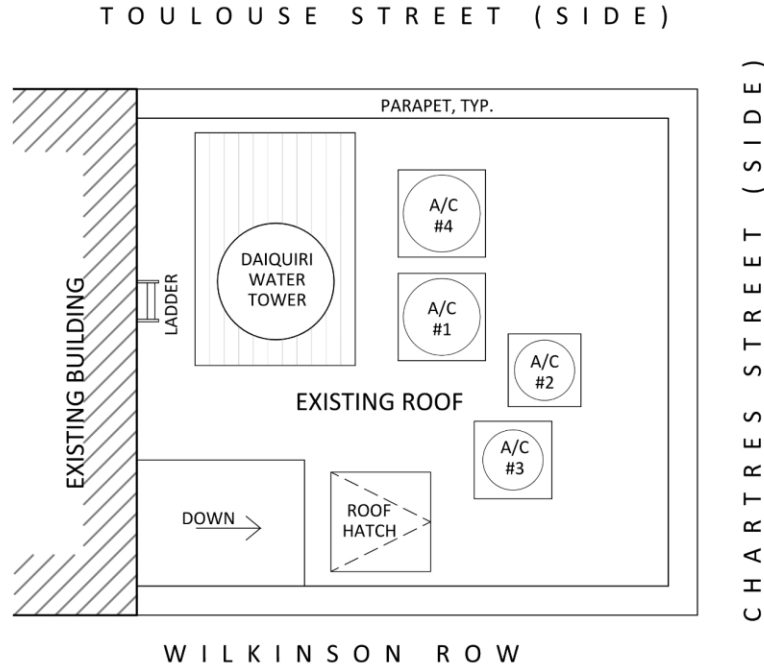 TOULOUSE STREET (SIDE)
PARAPET, TYP.
CHARTRES STREET (SIDE)
A/C
#4
DAIQUIRI
WATER
TOWER
LADDER
A/C
#1
EXISTING BUILDING
A/C
#2
EXISTING ROOF
A/C
#3
DOWN
ROOF
HATCH
WILKINSON ROW